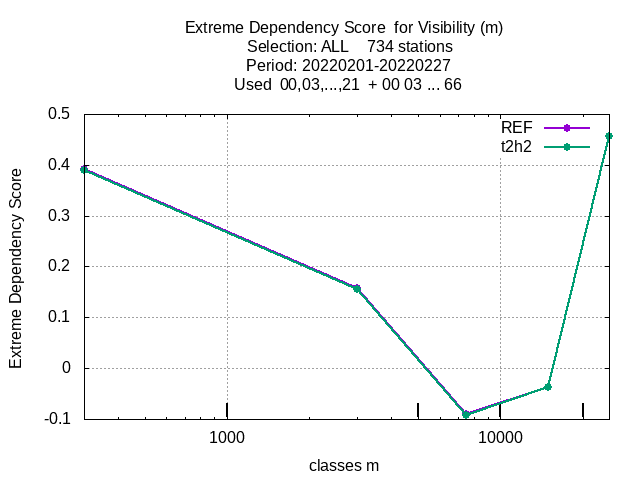 Extreme Dependency Score  for Visibility (m)
Selection: ALL    734 stations
Period: 20220201-20220227
Used  00,03,...,21  + 00 03 ... 66
REF
t2h2
0.5
0.4
0.3
0.2
0.1
0
-0.1
Extreme Dependency Score
1000
10000
classes m